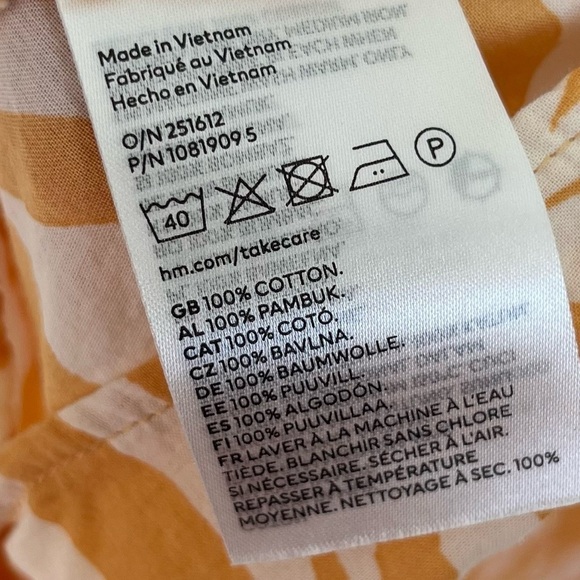 Made in Vietnam
Fabriqué au Vietnam
Hecho en Vietnam
O/N 251612
P/N 1081909 5
40
P
hm.com/takecare
GB 100% COTTON.
AL 100% PAMBUK.
CAT 100% COTÓ.
CZ 100% BAVLNA.
DE 100% BAUMWOLLE.
EE 100% PUUVILL.
ES 100% ALGODÓN.
FI 100% PUUVILLAA.
FR LAVER À LA MACHINE À L'EAU
TIÈDE. BLANCHIR SANS CHLORE
SI NÉCESSAIRE. SÉCHER À L'AIR.
REPASSER À TEMPÉRATURE
MOYENNE. NETTOYAGE À SEC. 100%